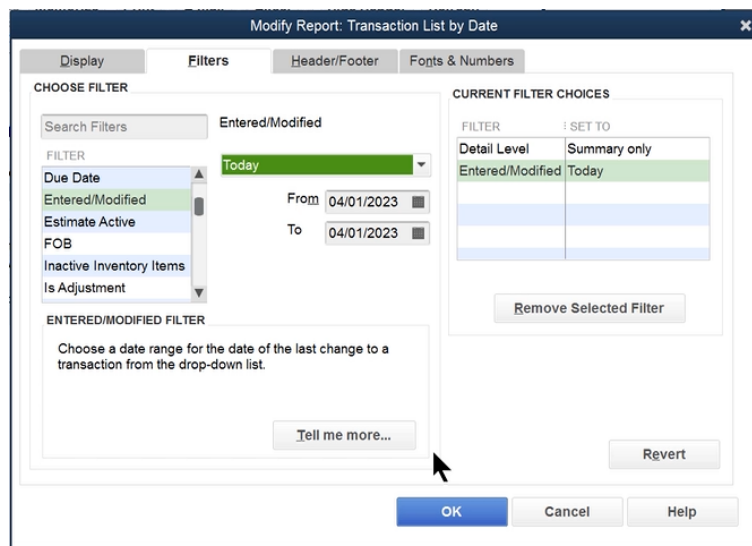 Modify Report: Transaction List by Date
Display Filters Header/Footer Fonts & Numbers
CHOOSE FILTER
Search Filters
FILTER
Due Date
Entered/Modified
Estimate Active
FOB
Inactive Inventory Items
Is Adjustment
Entered/Modified
Today
From 04/01/2023
To 04/01/2023
ENTERED/MODIFIED FILTER
Choose a date range for the date of the last change to a
transaction from the drop-down list.
Tell me more...
CURRENT FILTER CHOICES
FILTER SET TO
Detail Level Summary only
Entered/Modified Today
Remove Selected Filter
Revert
OK Cancel Help